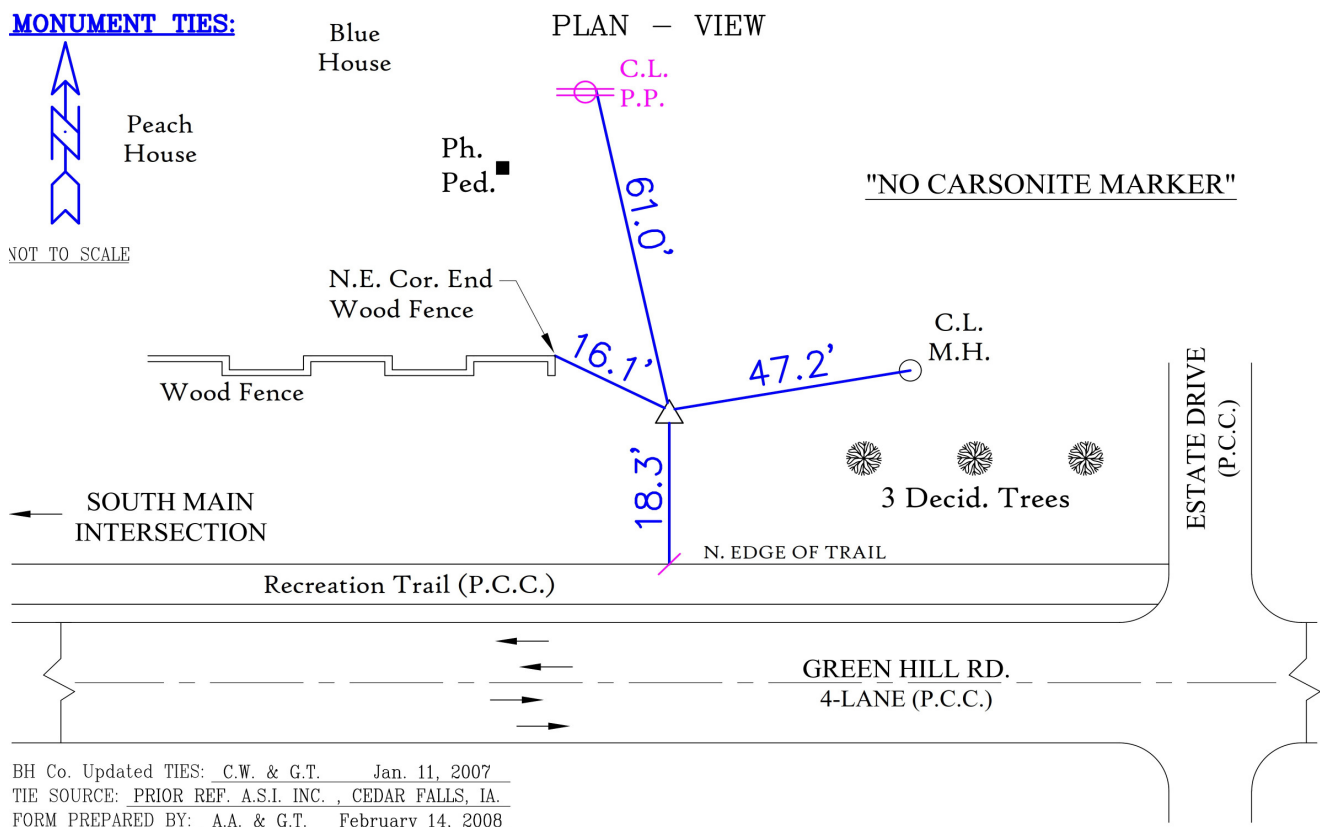 MONUMENT TIES:
PLAN - VIEW
Blue
House
C.L.
P.P.
Peach
House
Ph.
Ped.
"NO CARSONITE MARKER"
61.0'
N
NOT TO SCALE
N.E. Cor. End
Wood Fence
C.L.
M.H.
16.1'
47.2'
Wood Fence
ESTATE DRIVE
(P.C.C.)
18.3'
3 Decid. Trees
SOUTH MAIN
INTERSECTION
N. EDGE OF TRAIL
Recreation Trail (P.C.C.)
GREEN HILL RD.
4-LANE (P.C.C.)
BH Co. Updated TIES: C.W. & G.T. Jan. 11, 2007
TIE SOURCE: PRIOR REF. A.S.I. INC. , CEDAR FALLS, IA.
FORM PREPARED BY: A.A. & G.T. February 14, 2008